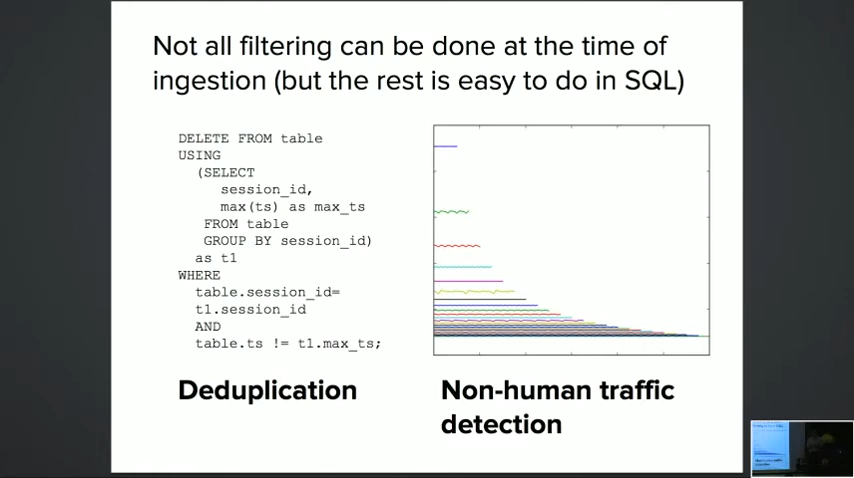 Not all filtering can be done at the time of
ingestion (but the rest is easy to do in SQL)
DELETE FROM table
USING
(SELECT
session_id,
max(ts) as max_ts
FROM table
GROUP BY session_id)
as t1
WHERE
table.session_id=
t1.session_id
AND
table.ts != t1.max_ts;
Deduplication
Non-human traffic
detection